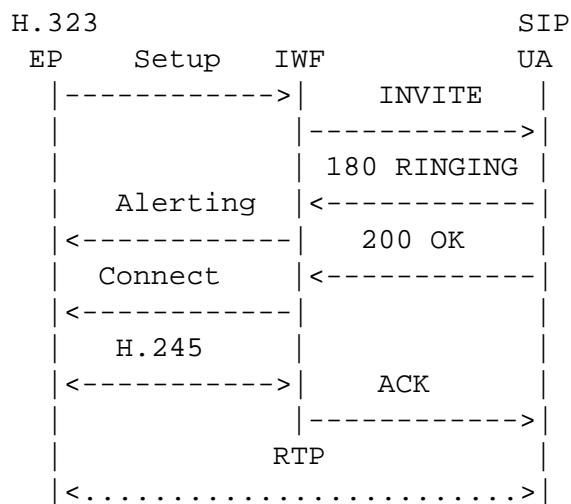 H.323                        SIP
EP     Setup   IWF           UA
|------------>|    INVITE   |
|             |------------>|
|             | 180 RINGING |
|   Alerting  |<------------|
|<------------|   200 OK    |
|  Connect    |<------------|
|<------------|             |
|   H.245     |             |
|<----------->|    ACK      |
|             |------------>|
|            RTP            |
|<.........................>|